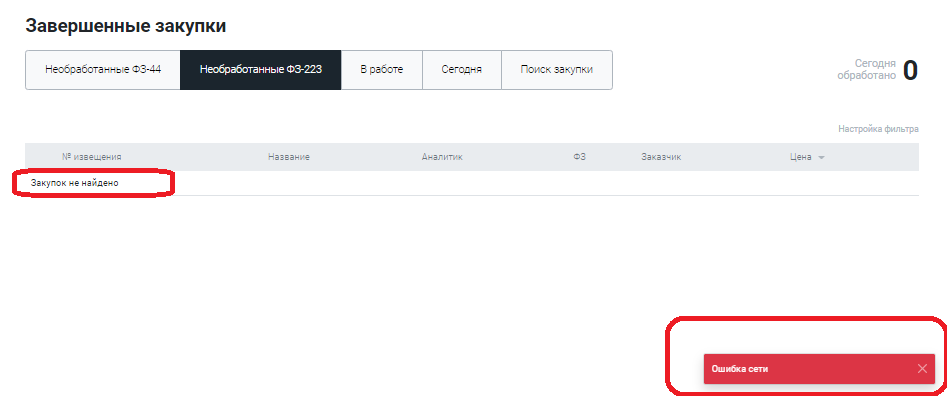 Завершенные закупки
Необработанные ФЗ-44
Необработанные ФЗ-223
В работе
Сегодня
Поиск закупки
Сегодня
обработано
0
Настройка фильтра
№ извещения
Название
Аналитик
ФЗ
Заказчик
Цена
Закупок не найдено
Ошибка сети